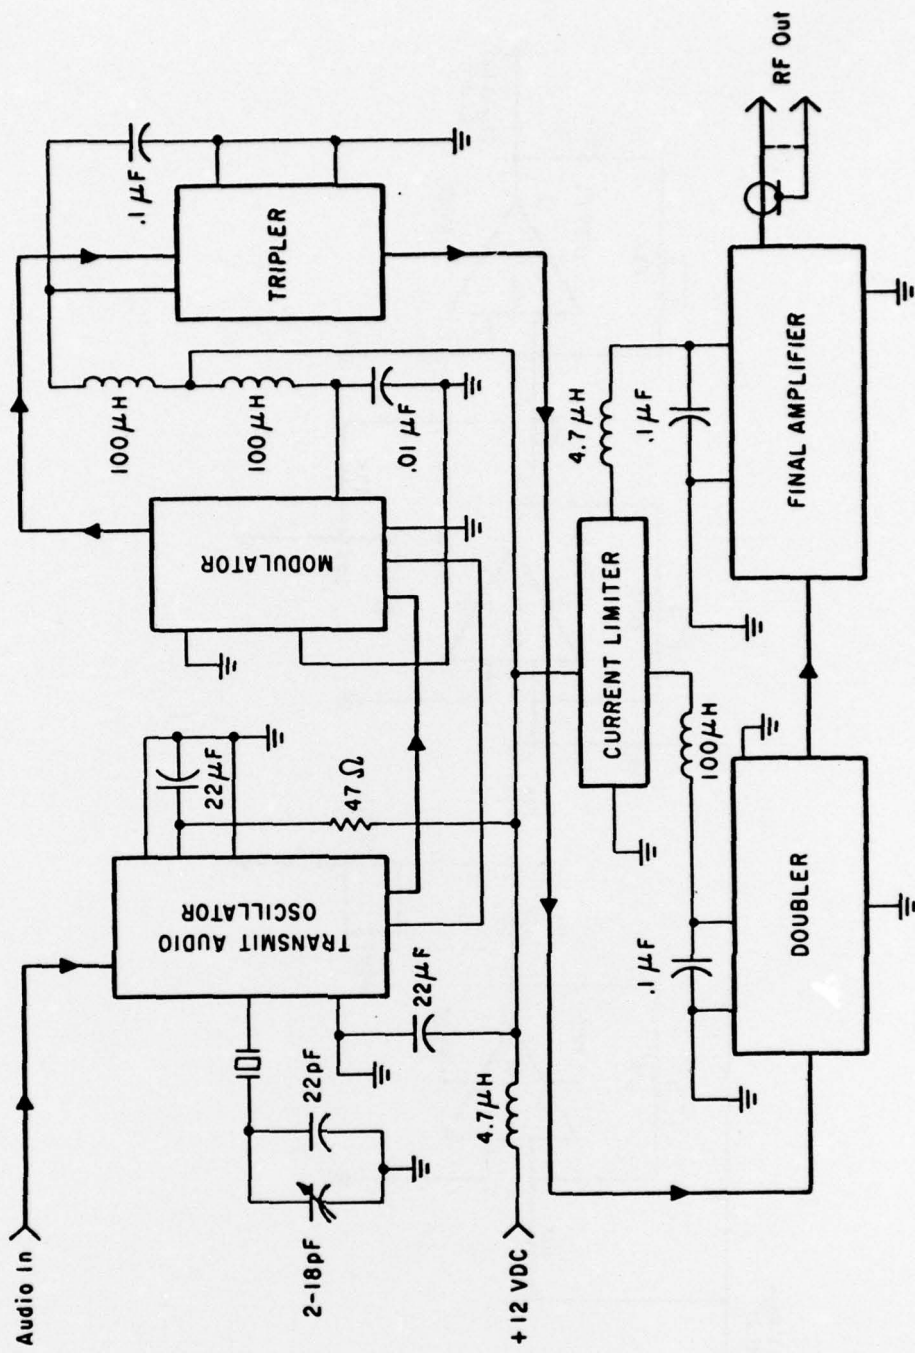 Audio In
2-18pF
22pF
TRANSMIT AUDIO
OSCILLATOR
22µF
22µF
47Ω
MODULATOR
100µH
100µH
.01µF
.1µF
TRIPLER
+12 VDC
4.7µH
CURRENT LIMITER
4.7µH
100µH
.1µF
.1µF
DOUBLER
FINAL AMPLIFIER
RF Out